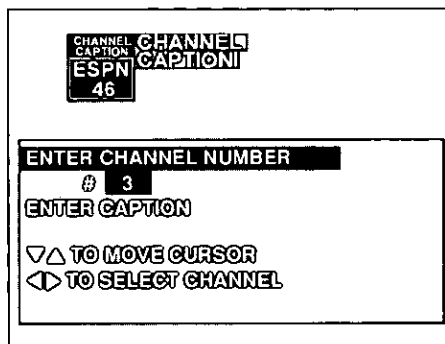 CHANNEL
CAPTION
ESPN
46
CHANNEL
CAPTION
ENTER CHANNEL NUMBER
# 3
ENTER CAPTION
▽△ TO MOVE CURSOR
◁▷ TO SELECT CHANNEL